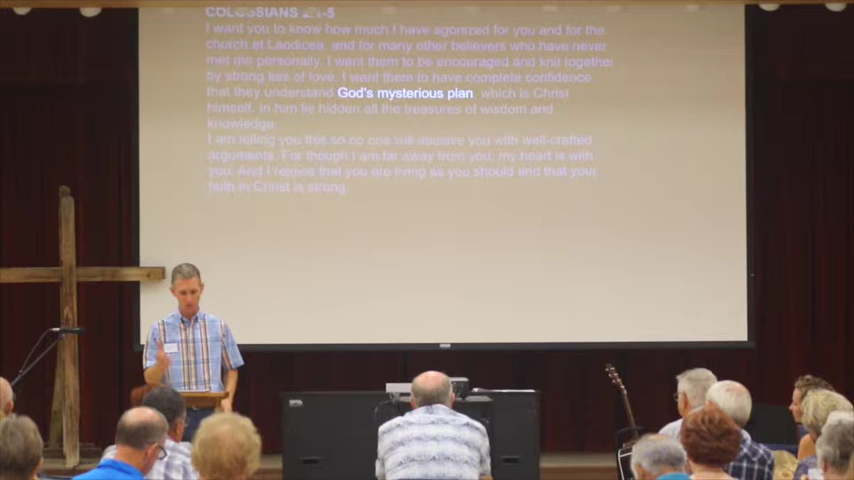 COLOSSIANS 2:1-5
I want you to know how much I have agonized for you and for the
church at Laodicea, and for many other believers who have never
met me personally. I want them to be encouraged and knit together
by strong ties of love. I want them to have complete confidence
that they understand God's mysterious plan, which is Christ
himself. In him lie hidden all the treasures of wisdom and
knowledge.
I am telling you this so no one will deceive you with well-crafted
arguments. For though I am far away from you, my heart is with
you. And I rejoice that you are living as you should and that your
faith in Christ is strong.